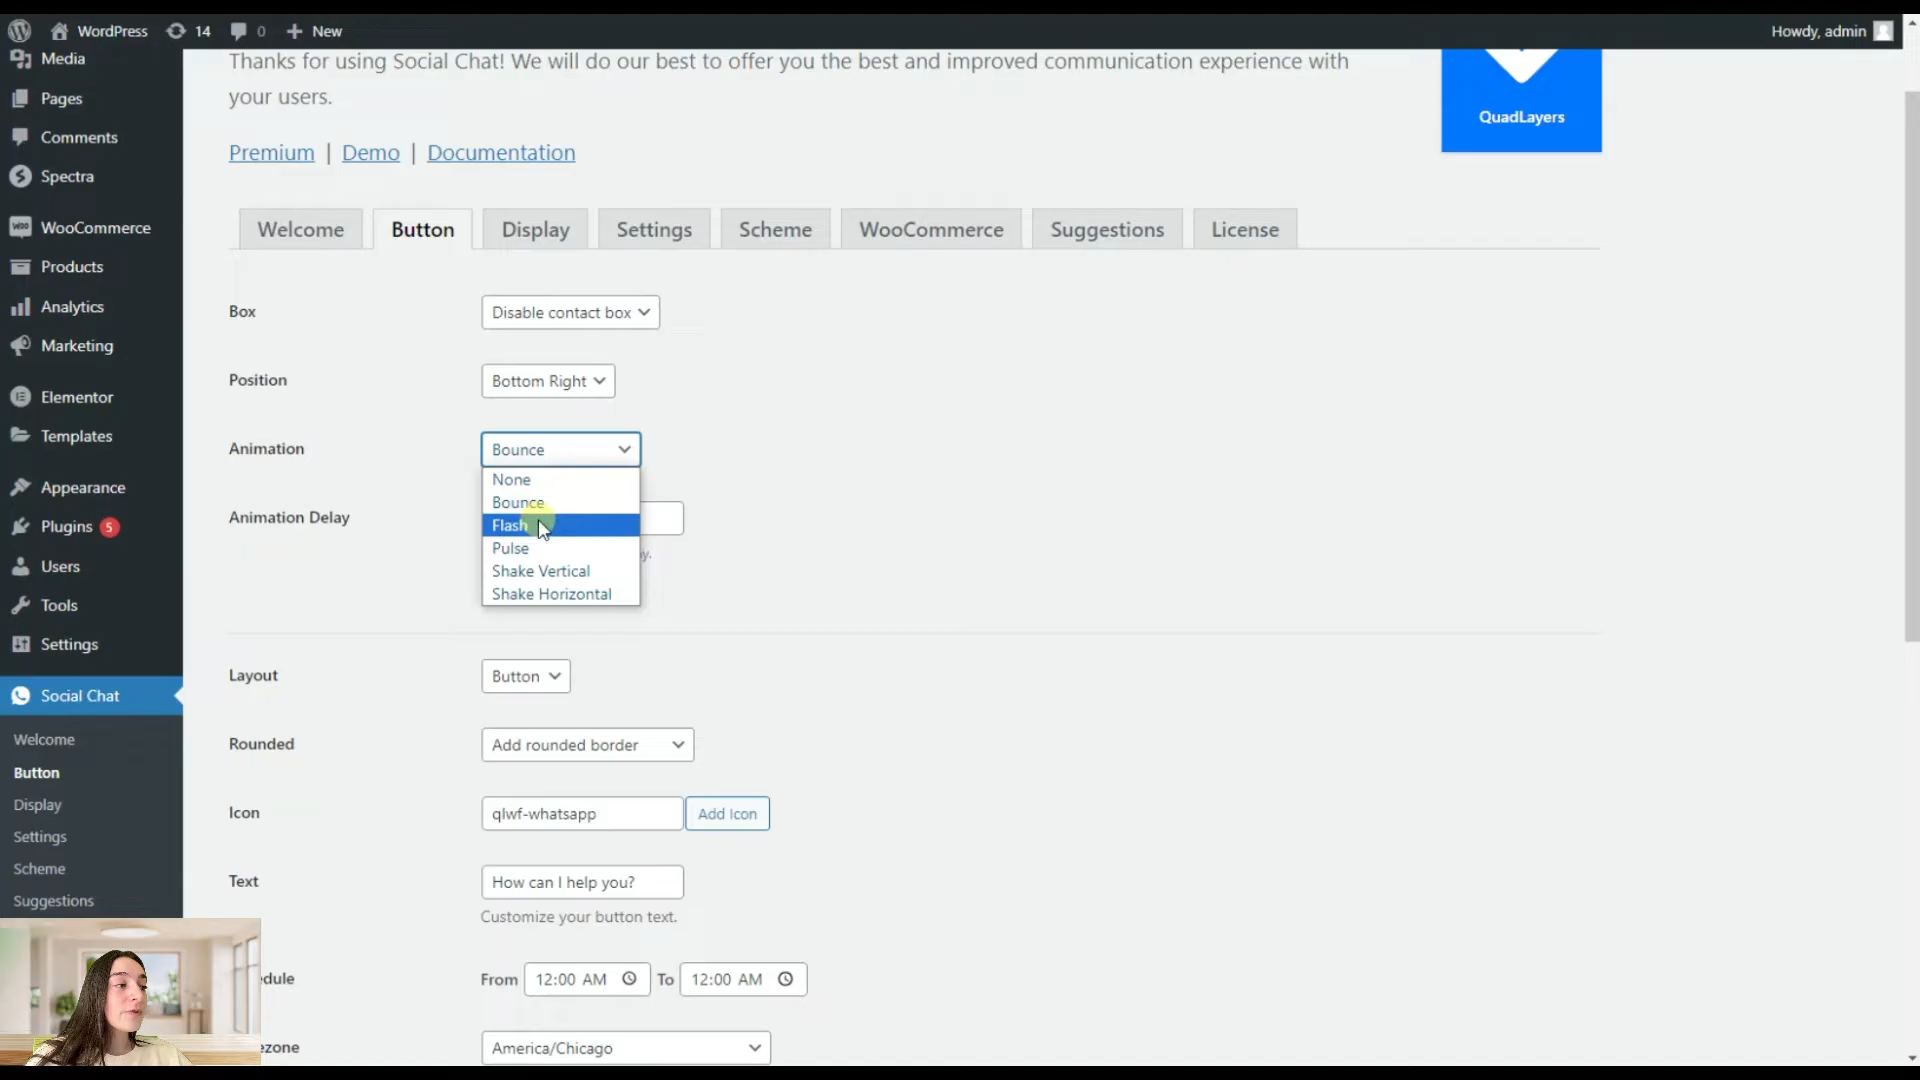 WordPress
14
0
New
Howdy, admin
Media
Pages
Comments
Spectra
WooCommerce
Products
Analytics
Marketing
Elementor
Templates
Appearance
Plugins 5
Users
Tools
Settings
Social Chat
Welcome
Button
Display
Settings
Scheme
Suggestions
Thanks for using Social Chat! We will do our best to offer you the best and improved communication experience with
your users.
Premium | Demo | Documentation
QuadLayers
Welcome
Button
Display
Settings
Scheme
WooCommerce
Suggestions
License
Box
Disable contact box
Position
Bottom Right
Animation
Bounce
None
Bounce
Flash
Pulse
Shake Vertical
Shake Horizontal
Animation Delay
Layout
Button
Rounded
Add rounded border
Icon
qlwf-whatsapp
Add Icon
Text
How can I help you?
Customize your button text.
From 12:00 AM To 12:00 AM
America/Chicago